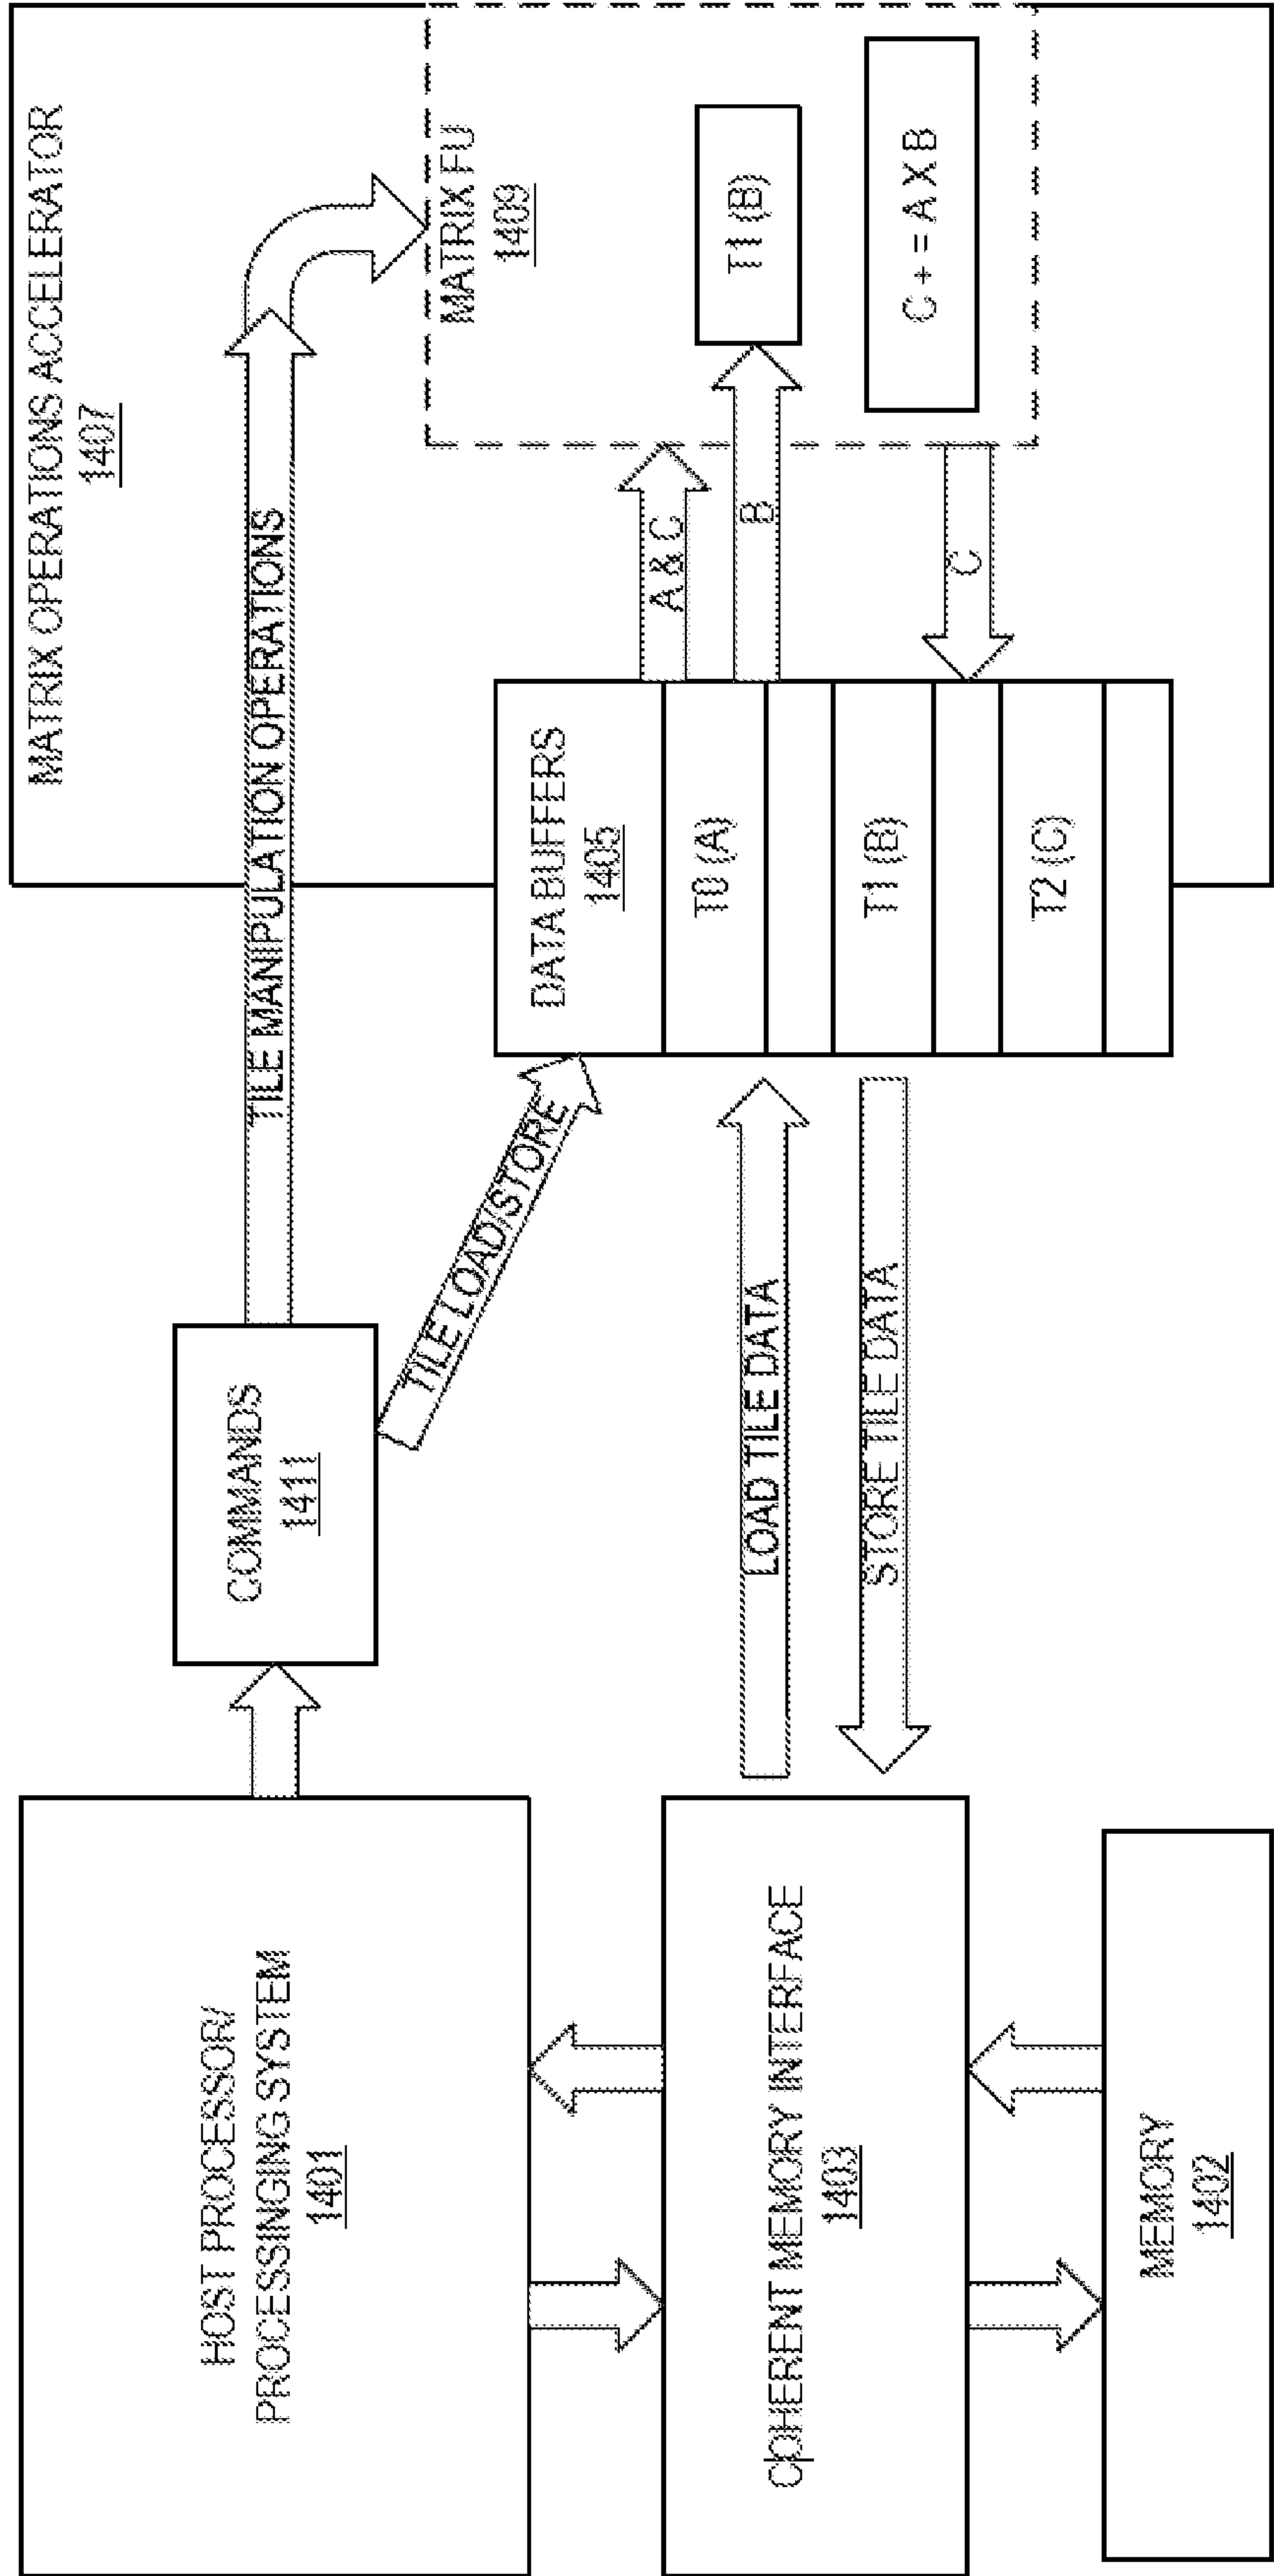 MATRIX OPERATIONS ACCELERATOR
1407
HOST PROCESSOR/
PROCESSINGING SYSTEM
1401
COMMANDS
1411
TILE MANIPULATION OPERATIONS
TILE LOAD/STORE
MATRIX FU
1409
DATA BUFFERS
1405
T0 (A)
T1 (B)
T2 (C)
A & C
B
C
T1 (B)
C + = A X B
COHERENT MEMORY INTERFACE
1403
LOAD TILE DATA
STORE TILE DATA
MEMORY
1402